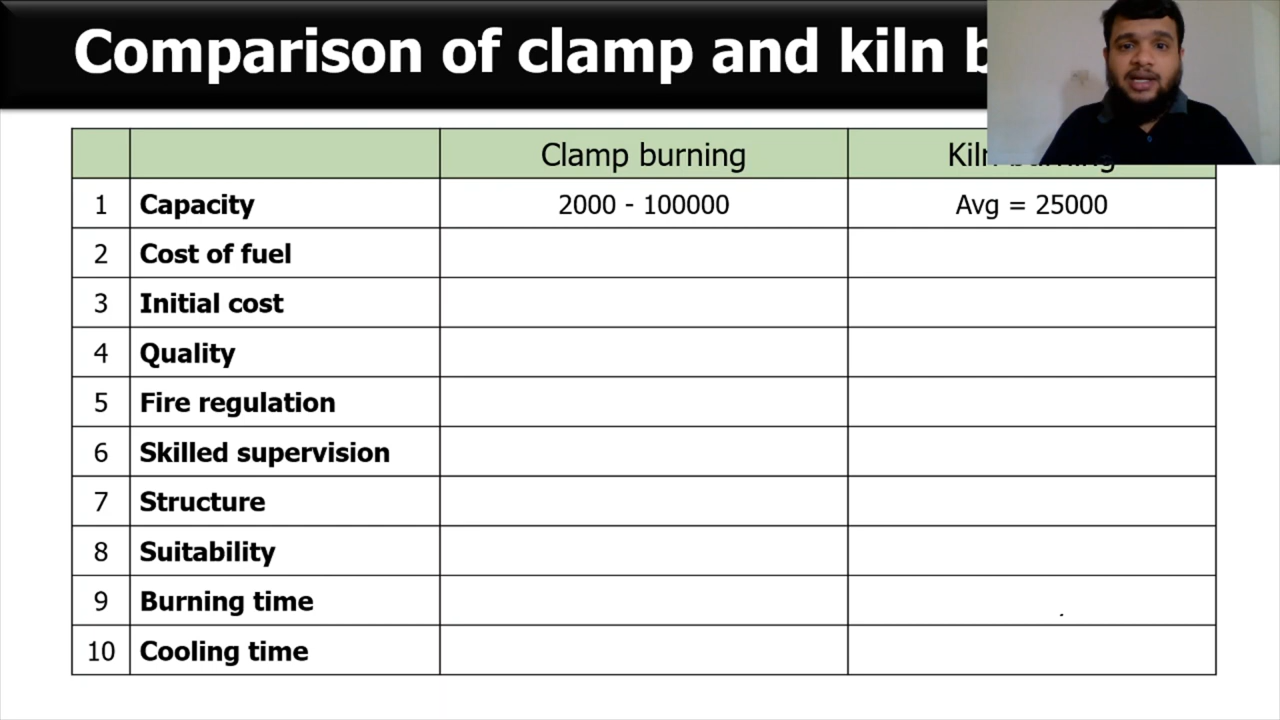 Comparison of clamp and kiln b
Clamp burning Kiln burning
1 Capacity 2000 - 100000 Avg = 25000
2 Cost of fuel
3 Initial cost
4 Quality
5 Fire regulation
6 Skilled supervision
7 Structure
8 Suitability
9 Burning time
10 Cooling time